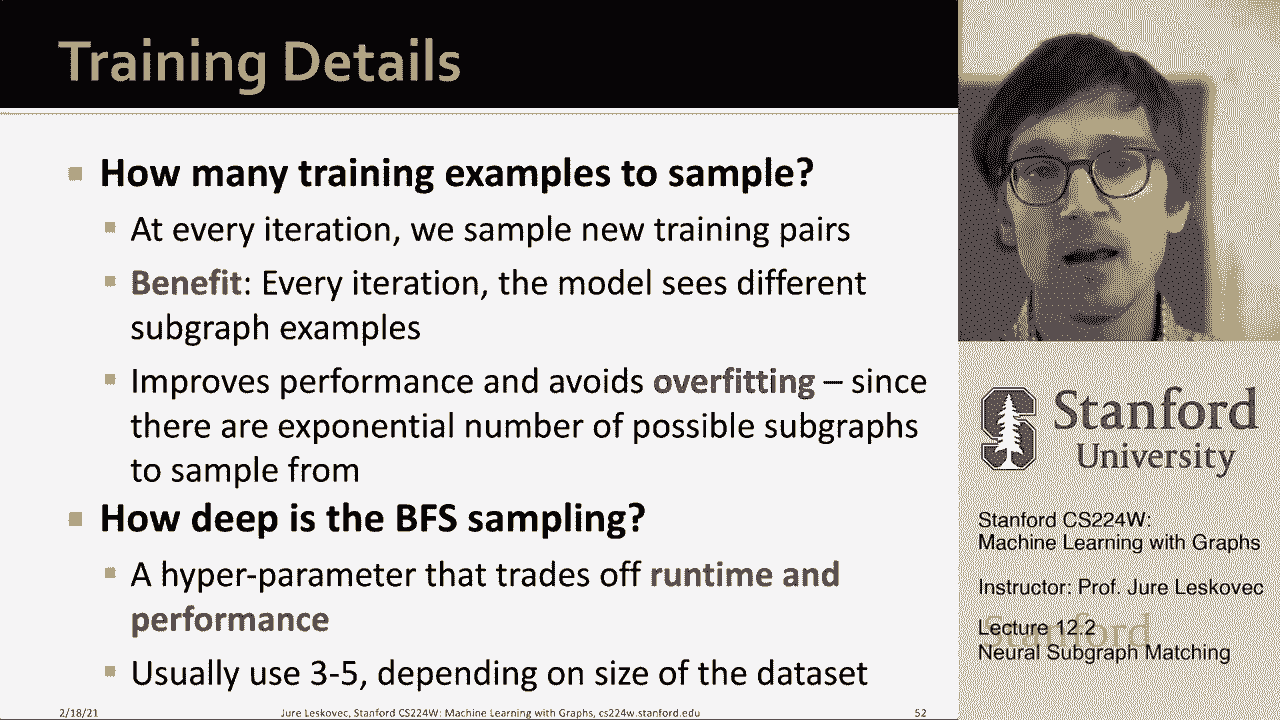 Training Details
How many training examples to sample?
At every iteration, we sample new training pairs
Benefit: Every iteration, the model sees different
subgraph examples
Improves performance and avoids overfitting – since
there are exponential number of possible subgraphs
to sample from
How deep is the BFS sampling?
A hyper-parameter that trades off runtime and
performance
Usually use 3-5, depending on size of the dataset
2/18/21
Jure Leskovec, Stanford CS224W: Machine Learning with Graphs, cs224w.stanford.edu
52
Stanford
University
Stanford CS224W:
Machine Learning with Graphs
Instructor: Prof. Jure Leskovec
Lecture 12.2
Neural Subgraph Matching
Stanford